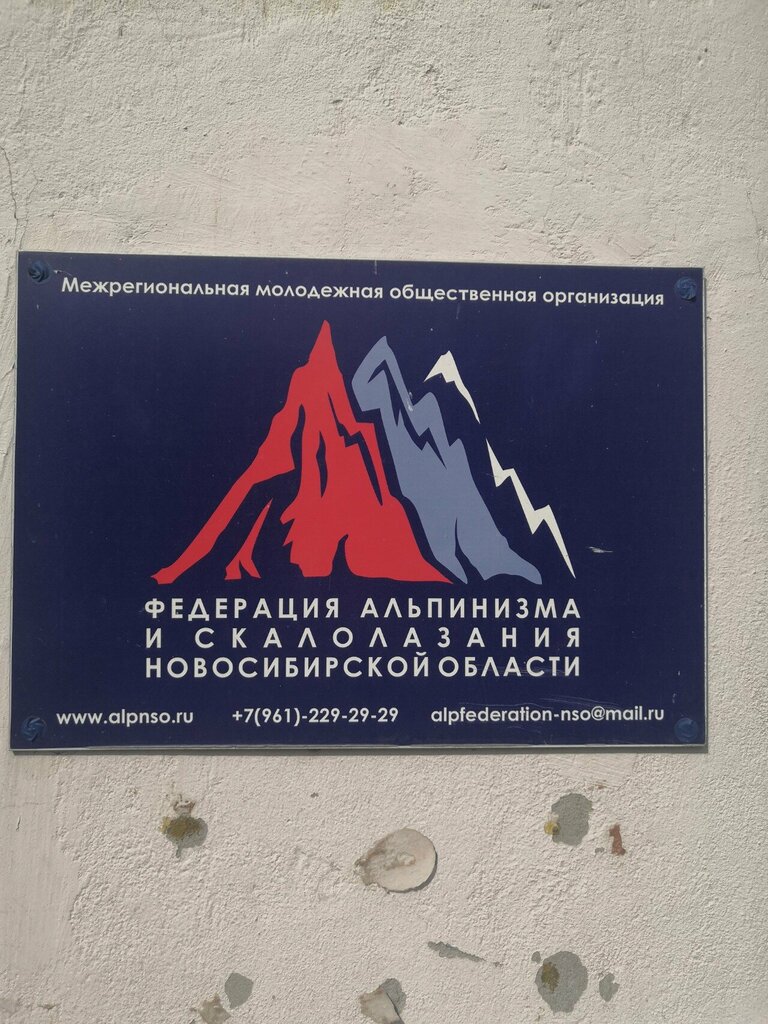 Межрегиональная молодежная общественная организация
ФЕДЕРАЦИЯ АЛЬПИНИЗМА
И СКАЛОЛАЗАНИЯ
НОВОСИБИРСКОЙ ОБЛАСТИ
www.alpnso.ru +7(961)-229-29-29 alpfederation-nso@mail.ru